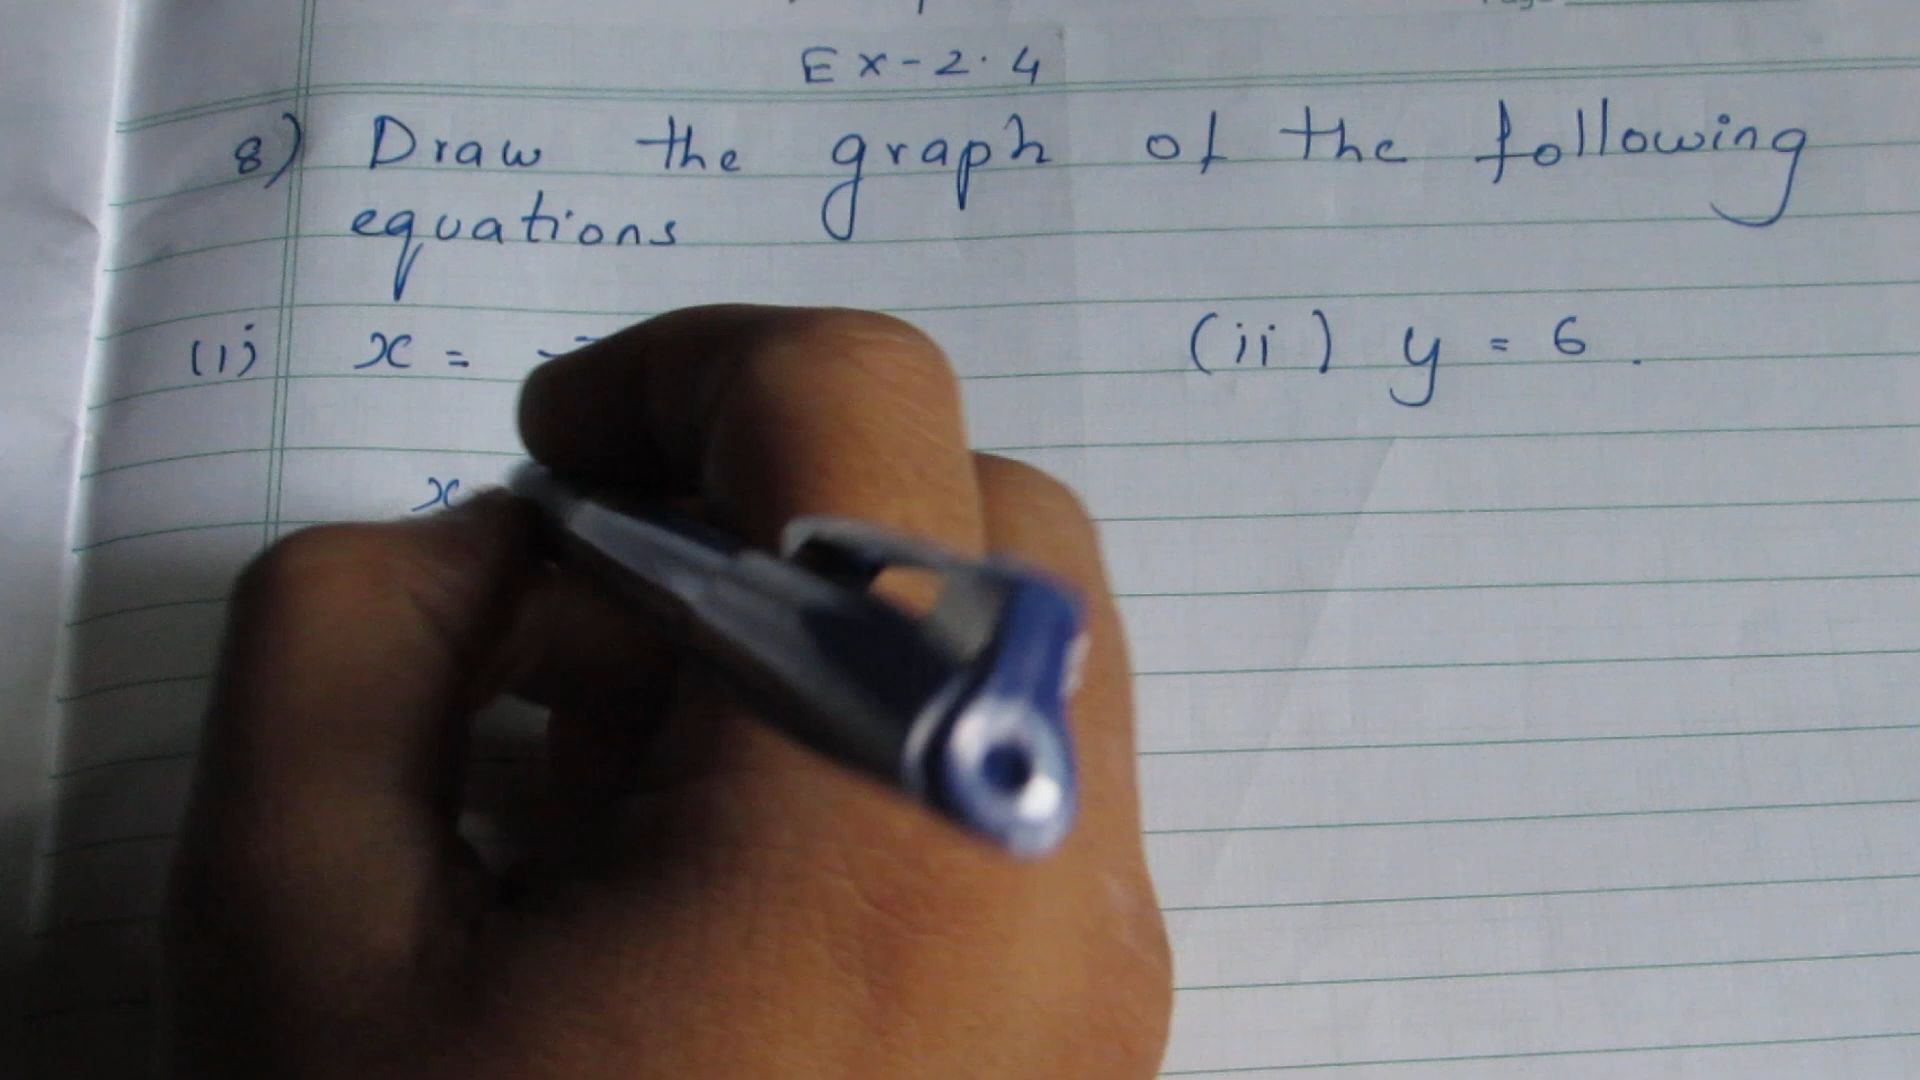 Ex-2.4
8) Draw the graph of the following
equations
(i) x = (ii) y = 6.
x